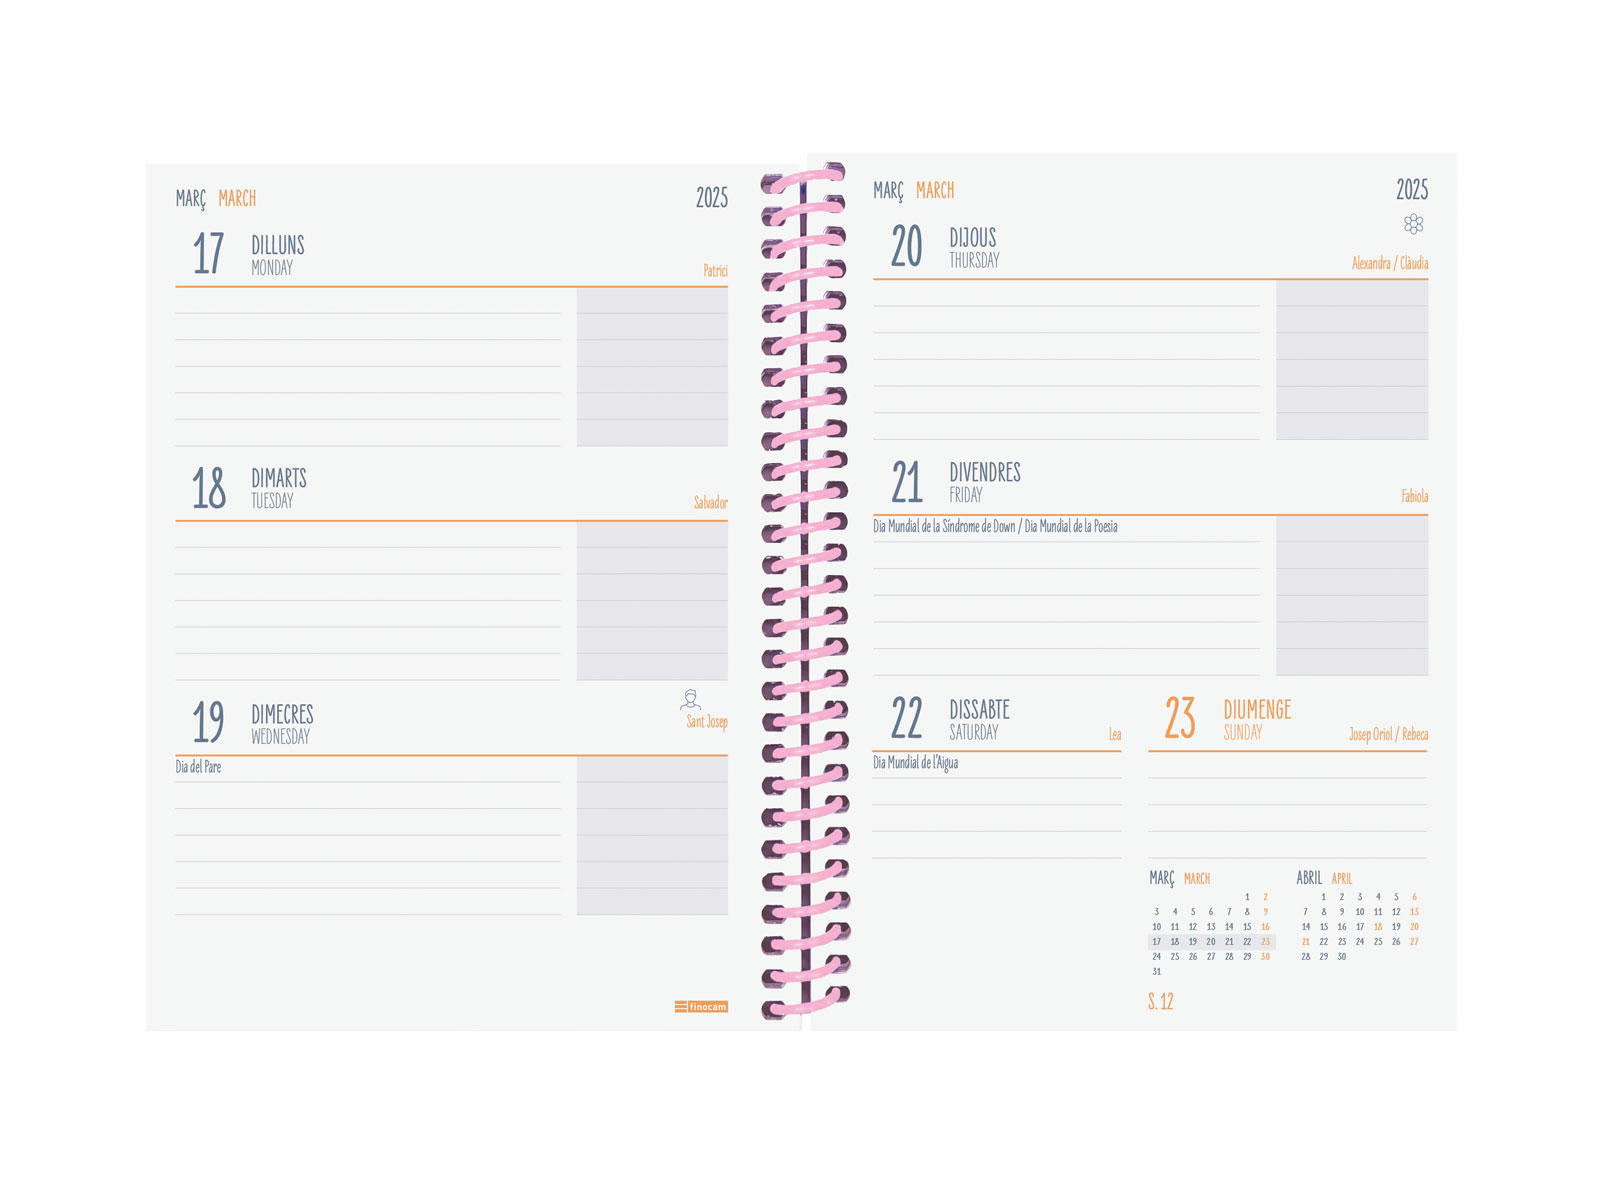 MARÇ MARCH 2025
17 DILLUNS
MONDAY
Patrici
18 DIMARTS
TUESDAY
Salvador
19 DIMECRES
WEDNESDAY
Sant Josep
Dia del Pare
finocam
MARÇ MARCH 2025
20 DIJOUS
THURSDAY
Alexandra / Clàudia
21 DIVENDRES
FRIDAY
Fabiola
Dia Mundial de la Síndrome de Down / Dia Mundial de la Poesia
22 DISSABTE
SATURDAY
Lea
Dia Mundial de l'Aigua
23 DIUMENGE
SUNDAY
Josep Oriol / Rebeca
MARÇ MARCH
1 2
3 4 5 6 7 8 9
10 11 12 13 14 15 16
17 18 19 20 21 22 23
24 25 26 27 28 29 30
31
ABRIL APRIL
1 2 3 4 5 6
7 8 9 10 11 12 13
14 15 16 17 18 19 20
21 22 23 24 25 26 27
28 29 30
S. 12